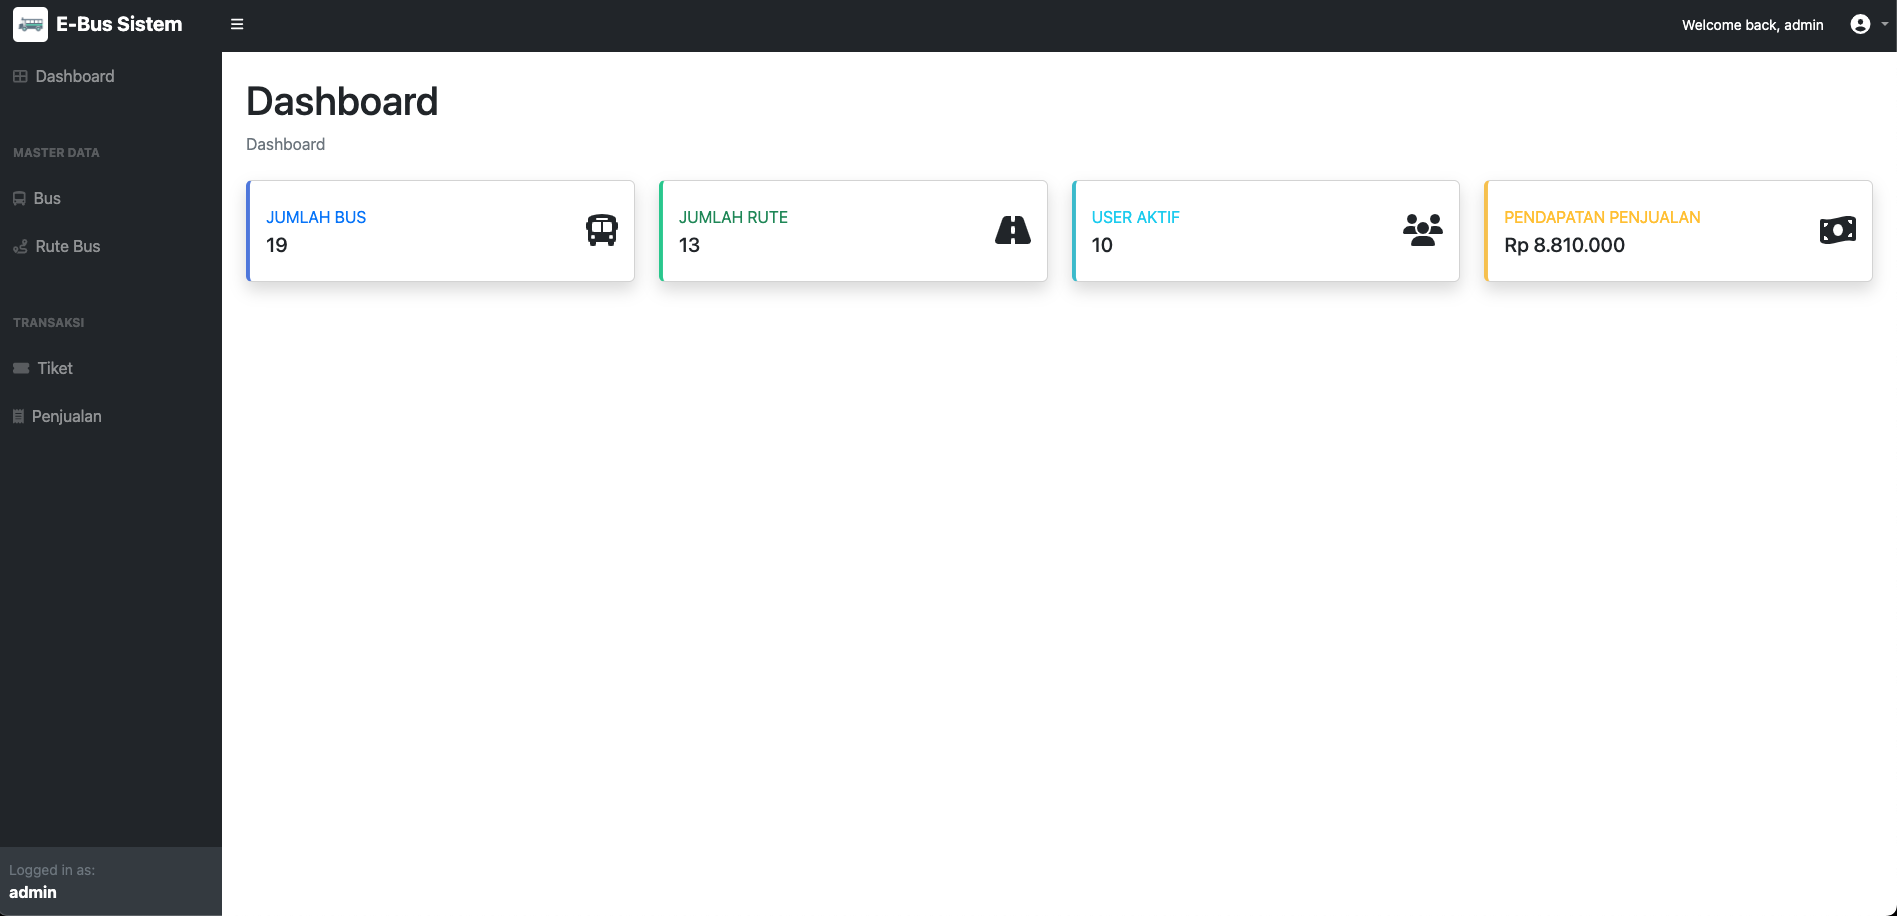 E-Bus Sistem
Welcome back, admin
Dashboard
MASTER DATA
Bus
Rute Bus
TRANSAKSI
Tiket
Penjualan
Logged in as:
admin
Dashboard
Dashboard
JUMLAH BUS
19
JUMLAH RUTE
13
USER AKTIF
10
PENDAPATAN PENJUALAN
Rp 8.810.000